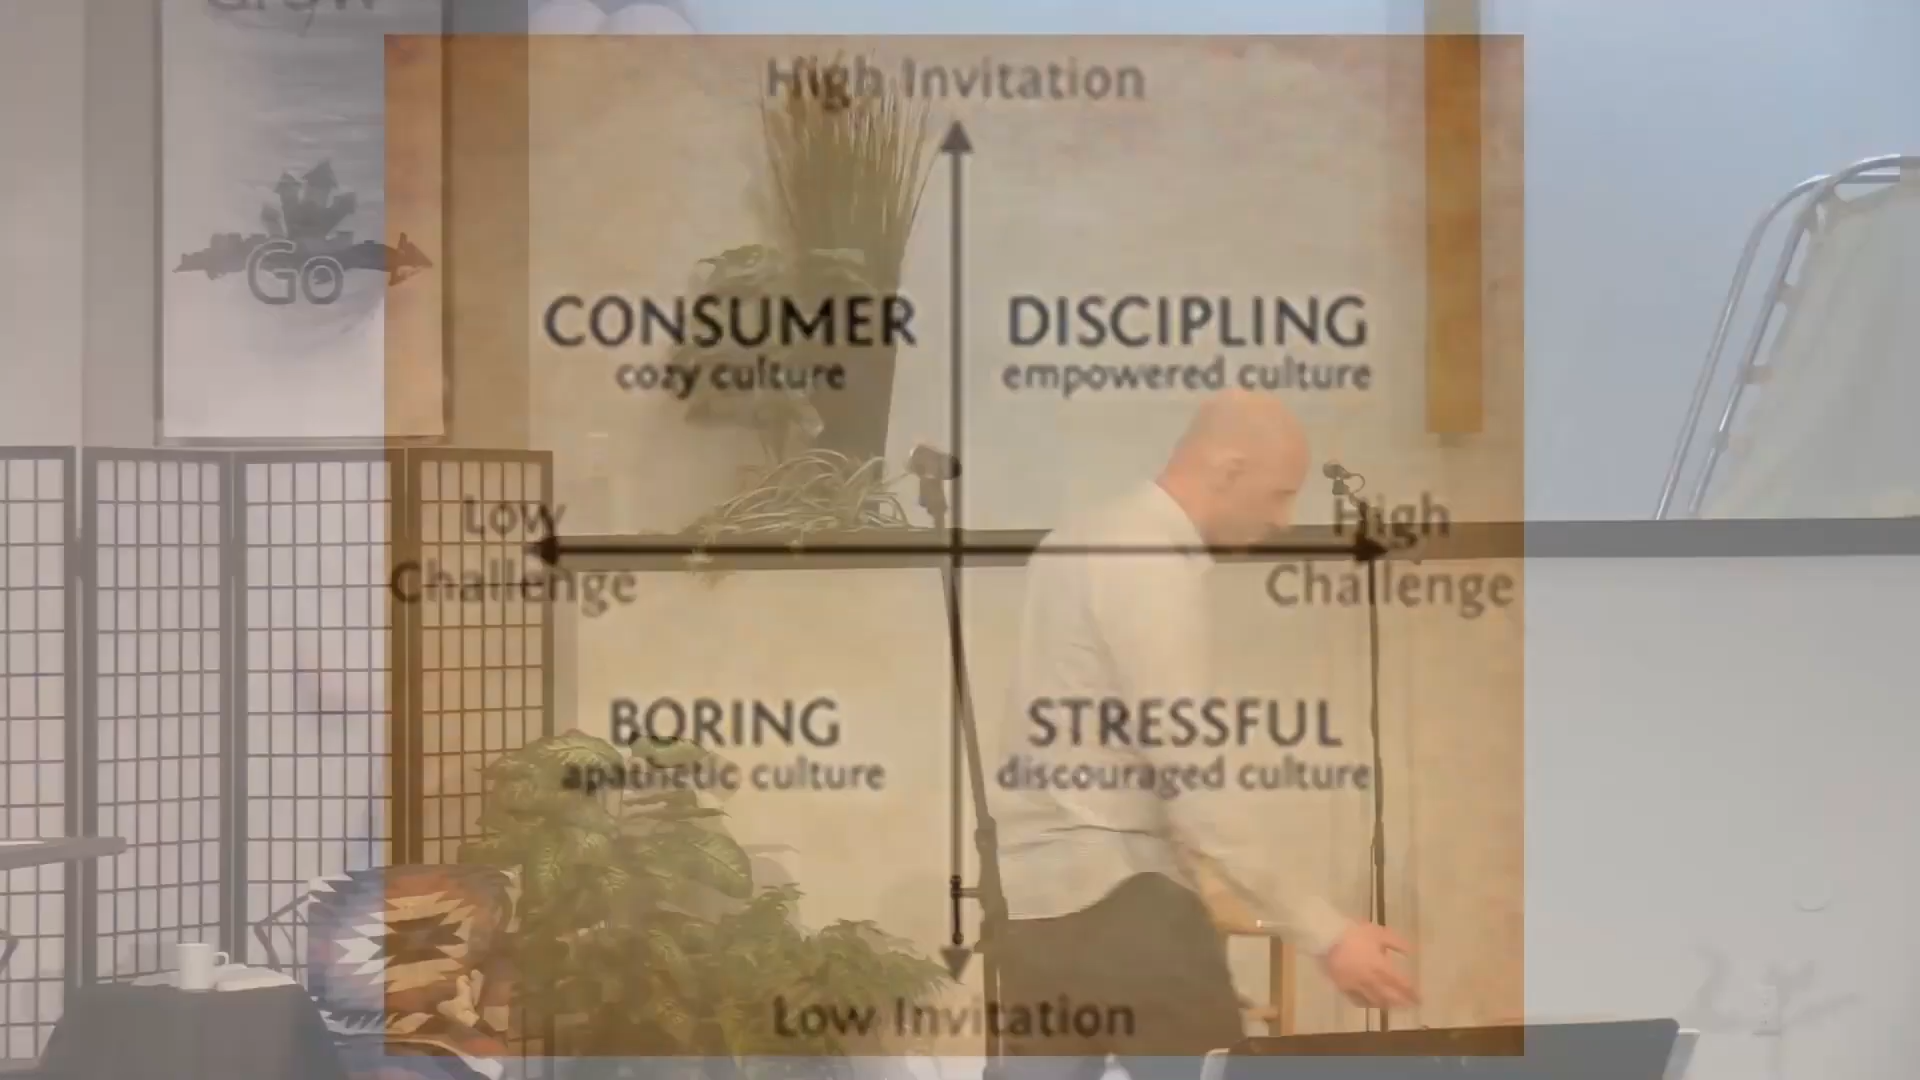 Grow
High Invitation
Go
CONSUMER
cozy culture
DISCIPLING
empowered culture
Low
Challenge
High
Challenge
BORING
apathetic culture
STRESSFUL
discouraged culture
Low Invitation